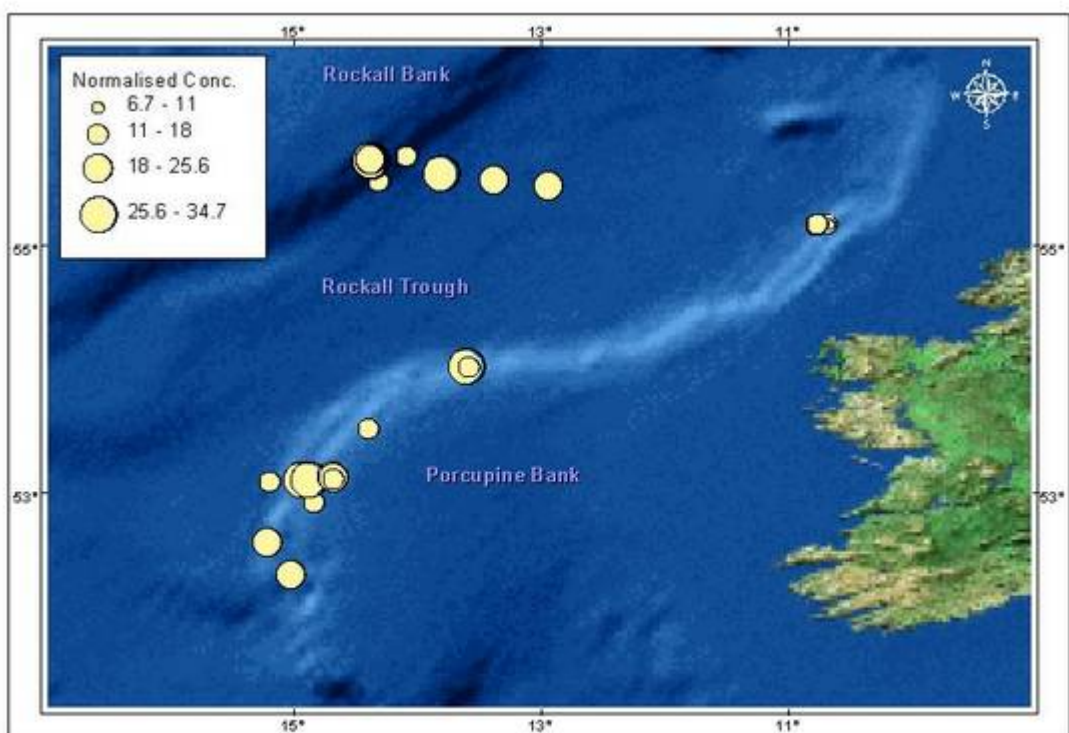 15°
13°
11°
Normalised Conc.
6.7 - 11
11 - 18
18 - 25.6
25.6 - 34.7
Rockall Bank
N
W
E
S
55°
55°
Rockall Trough
Porcupine Bank
53°
53°
15°
13°
11°